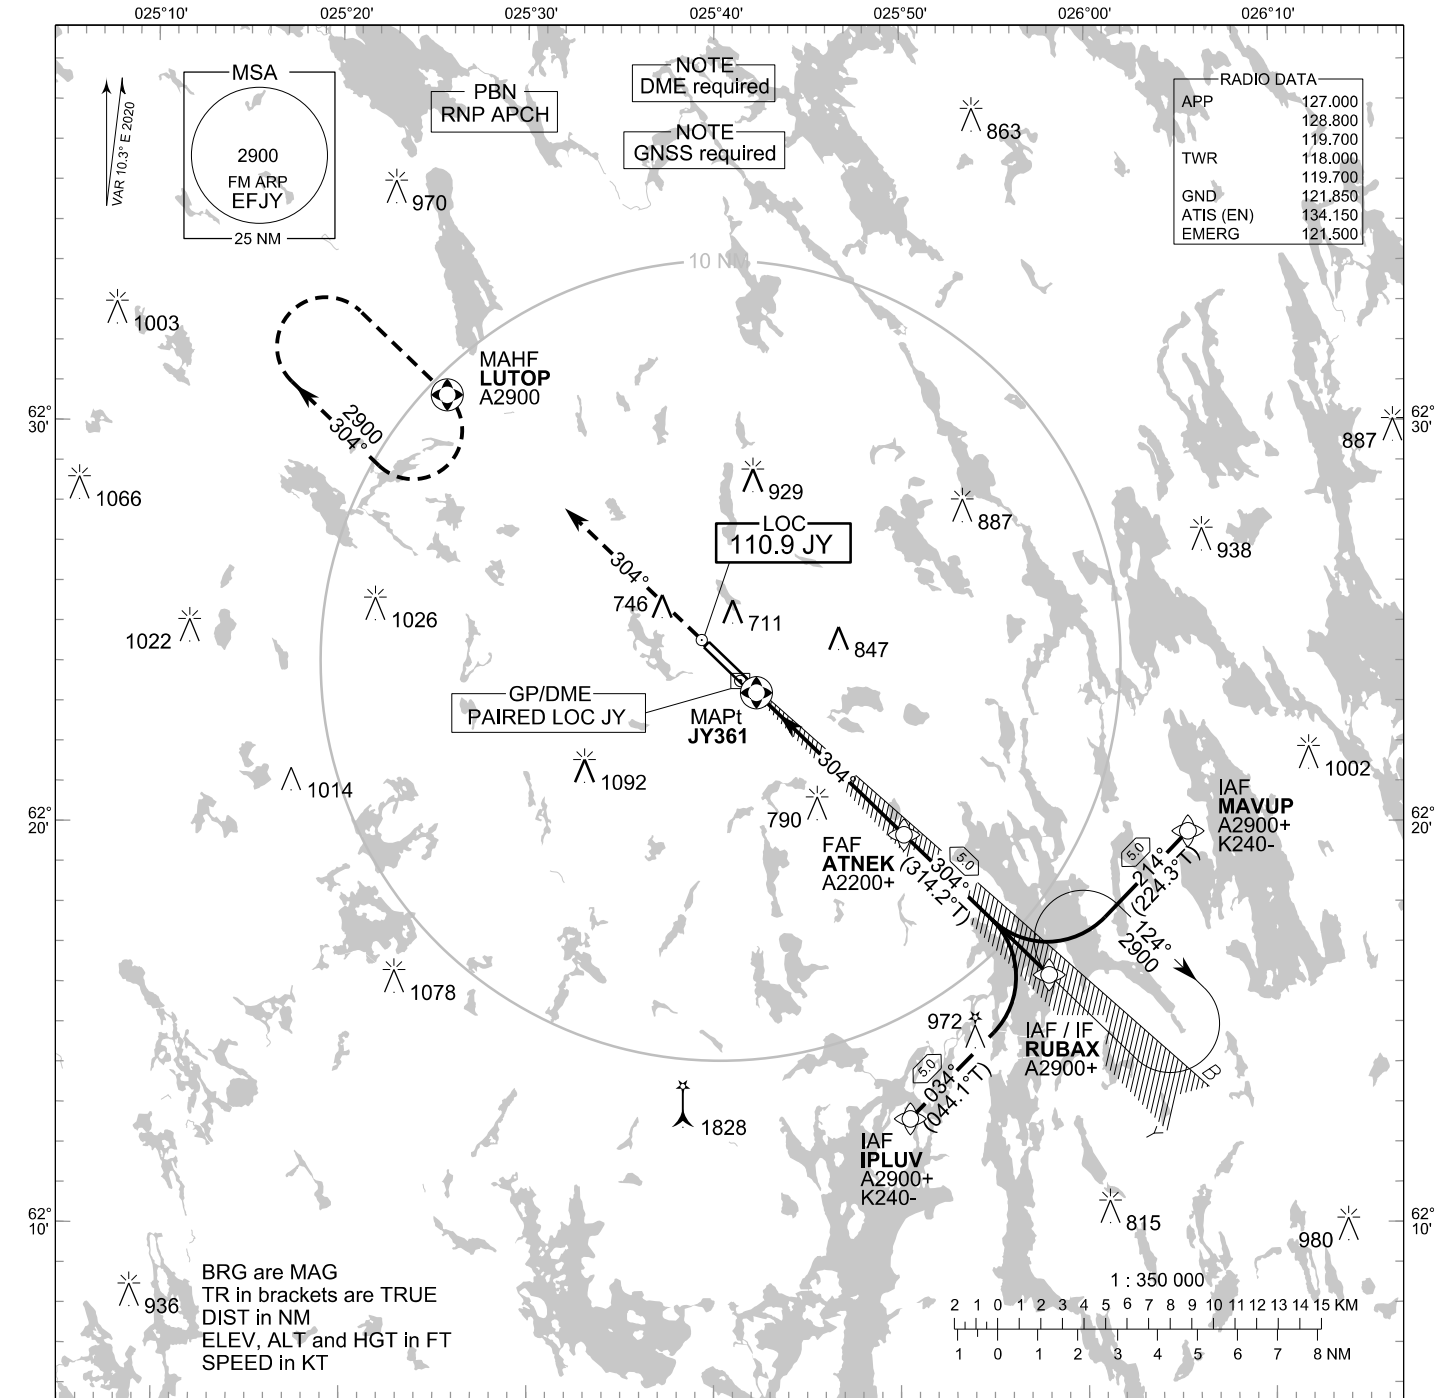 025°10'
025°20'
025°30'
025°40'
025°50'
026°00'
026°10'
VAR 10.3° E 2020
MSA
2900
FM ARP
EFJY
25 NM
PBN
RNP APCH
NOTE
DME required
NOTE
GNSS required
RADIO DATA
APP 127.000
128.800
119.700
TWR 118.000
119.700
GND 121.850
ATIS (EN) 134.150
EMERG 121.500
863
970
10 NM
1003
MAHF
LUTOP
A2900
2900
304°
62°
30'
62°
30'
887
1066
929
887
938
LOC
110.9 JY
304°
746
711
847
1022
1026
GP/DME
PAIRED LOC JY
MAPt
JY361
304°
1092
1014
790
1002
62°
20'
62°
20'
IAF
MAVUP
A2900+
K240-
FAF
ATNEK
A2200+
5.0
304°
(314.2°T)
5.0
214°
(224.3°T)
124°
2900
1078
972
IAF / IF
RUBAX
A2900+
B
Y
5.0
034°
(044.1°T)
1828
IAF
IPLUV
A2900+
K240-
62°
10'
62°
10'
815
980
936
BRG are MAG
TR in brackets are TRUE
DIST in NM
ELEV, ALT and HGT in FT
SPEED in KT
1 : 350 000
2 1 0 1 2 3 4 5 6 7 8 9 10 11 12 13 14 15 KM
1 0 1 2 3 4 5 6 7 8 NM